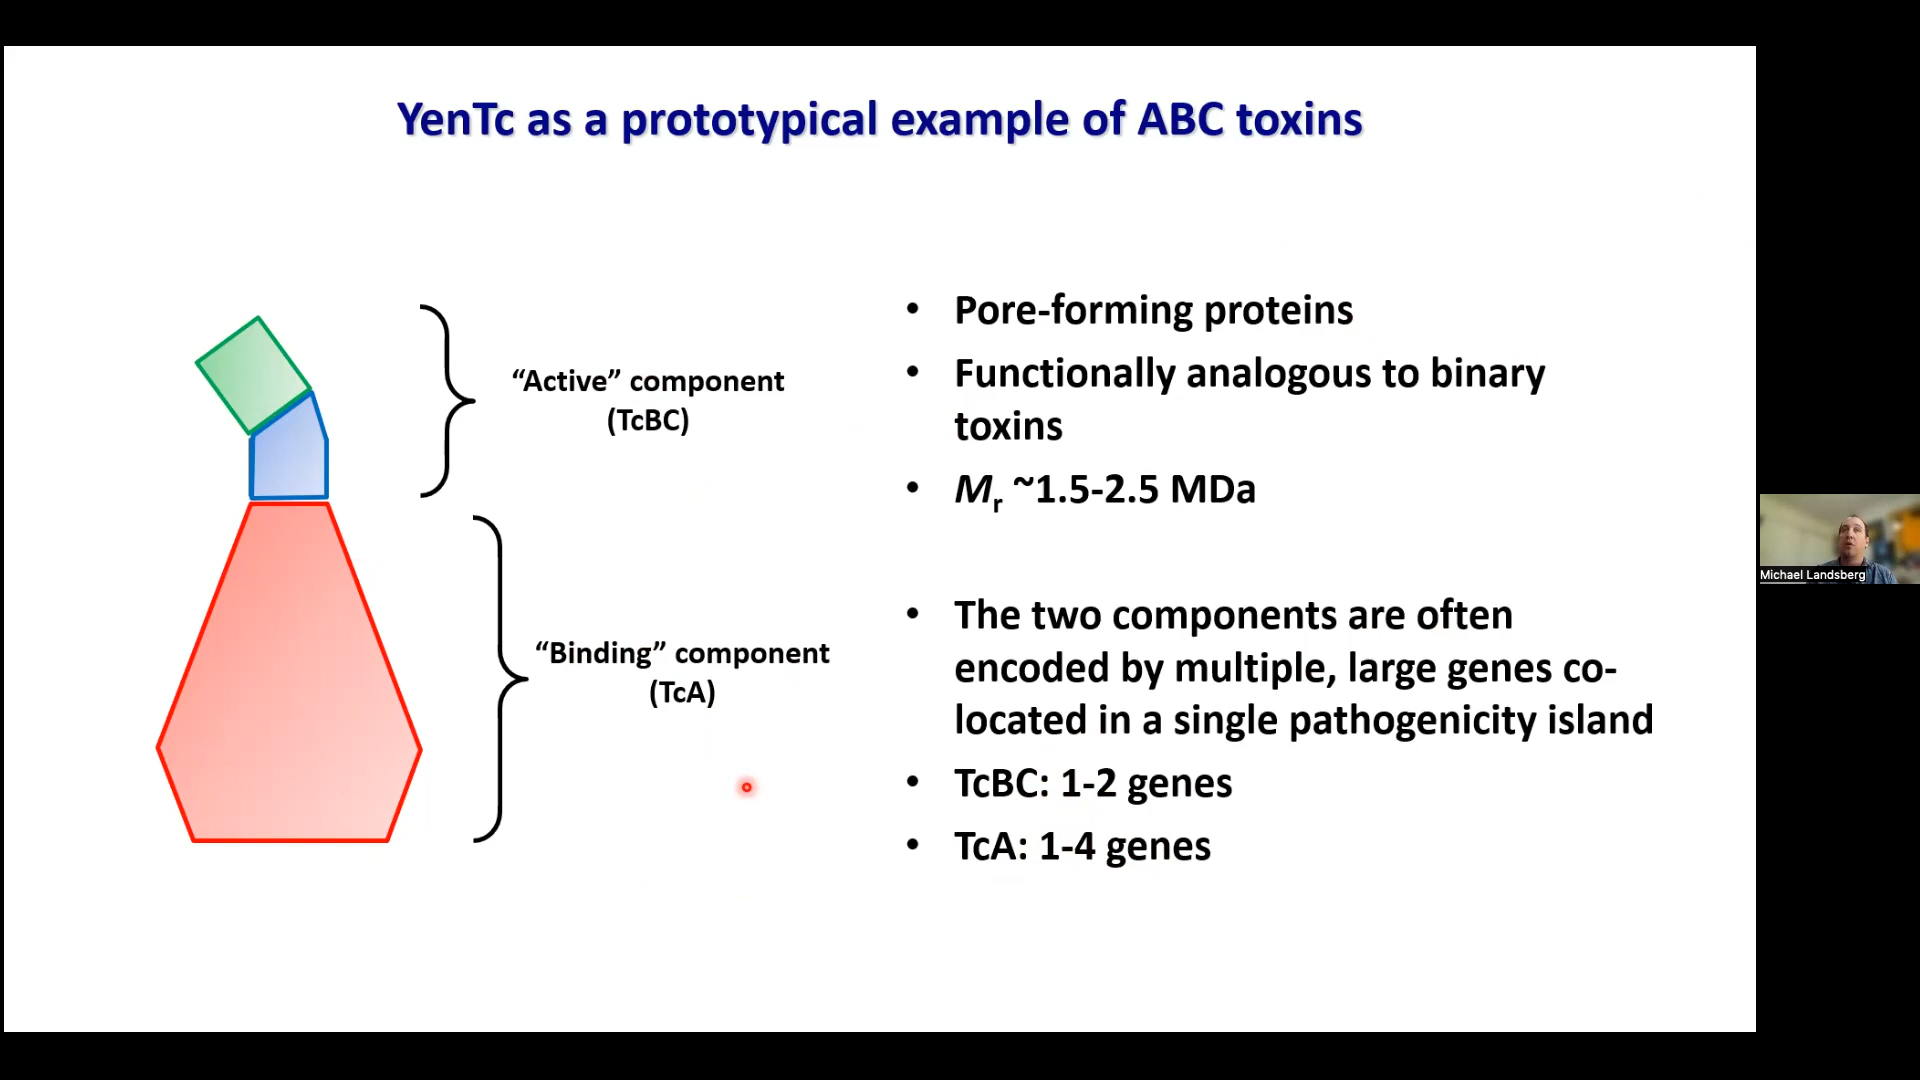 YenTc as a prototypical example of ABC toxins
“Active” component
(TcBC)
“Binding” component
(TcA)
• Pore-forming proteins
• Functionally analogous to binary
toxins
• Mr ~1.5-2.5 MDa
• The two components are often
encoded by multiple, large genes co-
located in a single pathogenicity island
• TcBC: 1-2 genes
• TcA: 1-4 genes
Michael Landsberg